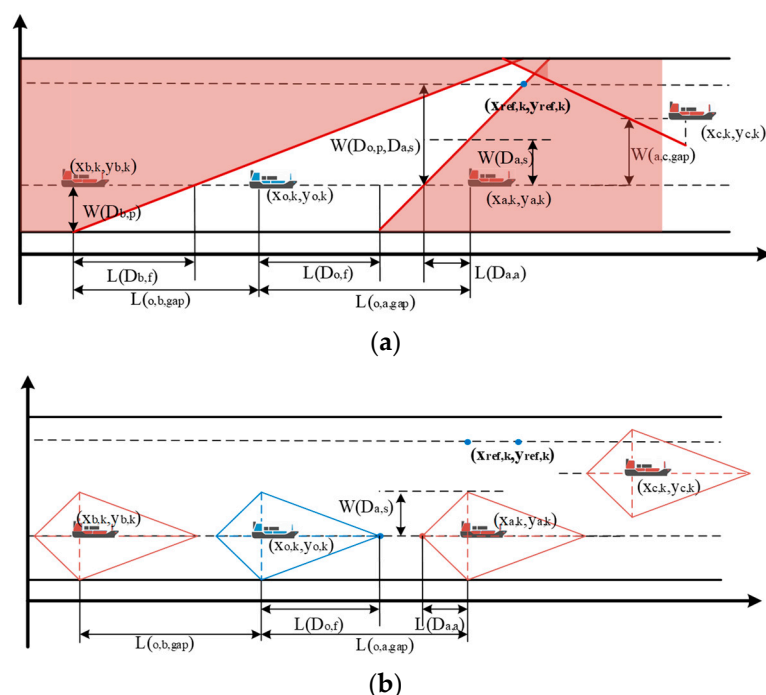 (xb,k,yb,k)
(xo,k,yo,k)
(xref,k,yref,k)
(xc,k,yc,k)
W(Do,p,Da,s)
W(Da,s)
W(a,c,gap)
W(Db,p)
(xa,k,ya,k)
L(Db,f)
L(Do,f)
L(Da,a)
L(o,b,gap)
L(o,a,gap)
(a)
(xref,k,yref,k)
(xc,k,yc,k)
W(Da,s)
(xb,k,yb,k)
(xa,k,ya,k)
(xo,k,yo,k)
L(Do,f)
L(Da,a)
L(o,b,gap)
L(o,a,gap)
(b)